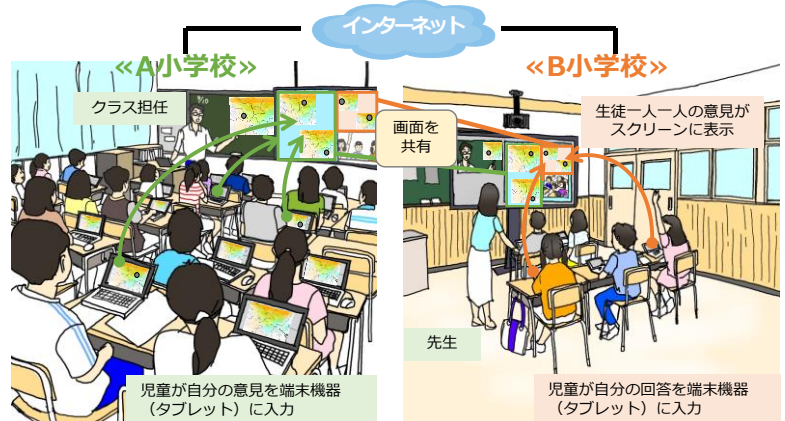 インターネット
≪A小学校≫
≪B小学校≫
クラス担任
画面を
共有
生徒一人一人の意見が
スクリーンに表示
先生
児童が自分の意見を端末機器
（タブレット）に入力
児童が自分の回答を端末機器
（タブレット）に入力